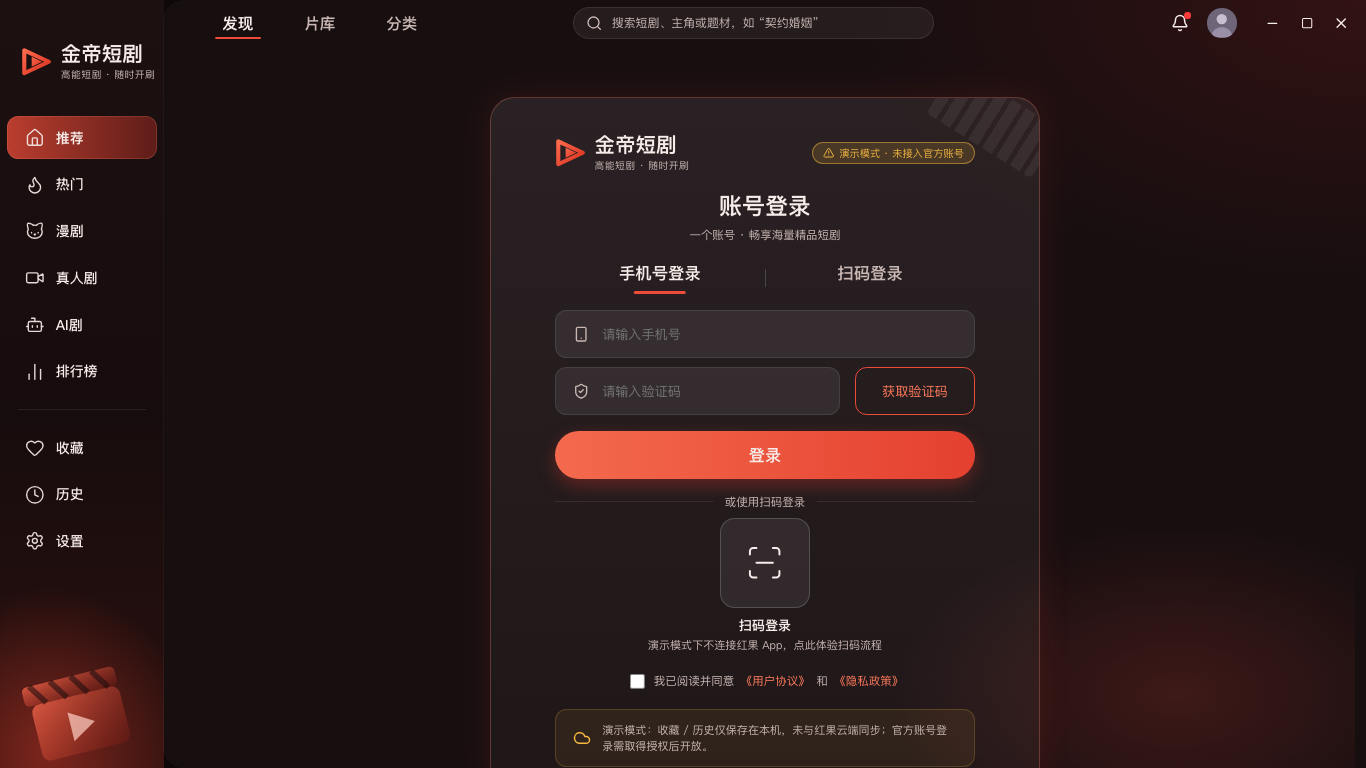 金帝短剧
高能短剧 · 随时开刷
推荐
热门
漫剧
真人剧
AI剧
排行榜
收藏
历史
设置
发现
片库
分类
搜索短剧、主角或题材，如 “契约婚姻”
金帝短剧
高能短剧 · 随时开刷
演示模式 · 未接入官方账号
账号登录
一个账号 · 畅享海量精品短剧
手机号登录
扫码登录
请输入手机号
请输入验证码
获取验证码
登录
或使用扫码登录
扫码登录
演示模式下不连接红果 App，点此体验扫码流程
我已阅读并同意 《用户协议》 和 《隐私政策》
演示模式：收藏 / 历史仅保存在本机，未与红果云端同步；官方账号登
录需取得授权后开放。